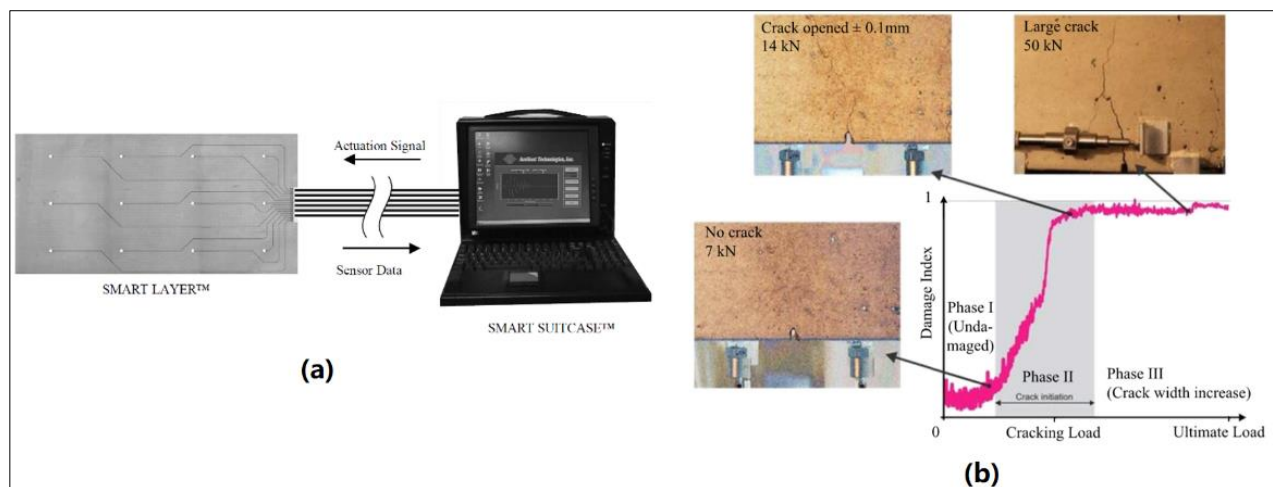 Actuation Signal
Sensor Data
SMART LAYER™
SMART SUITCASE™
(a)
Crack opened ± 0.1mm
14 kN
Large crack
50 kN
No crack
7 kN
1
Damage Index
Phase I
(Unda-
maged)
Phase II
Crack initiation
Phase III
(Crack width increase)
0
Cracking Load
Ultimate Load
(b)